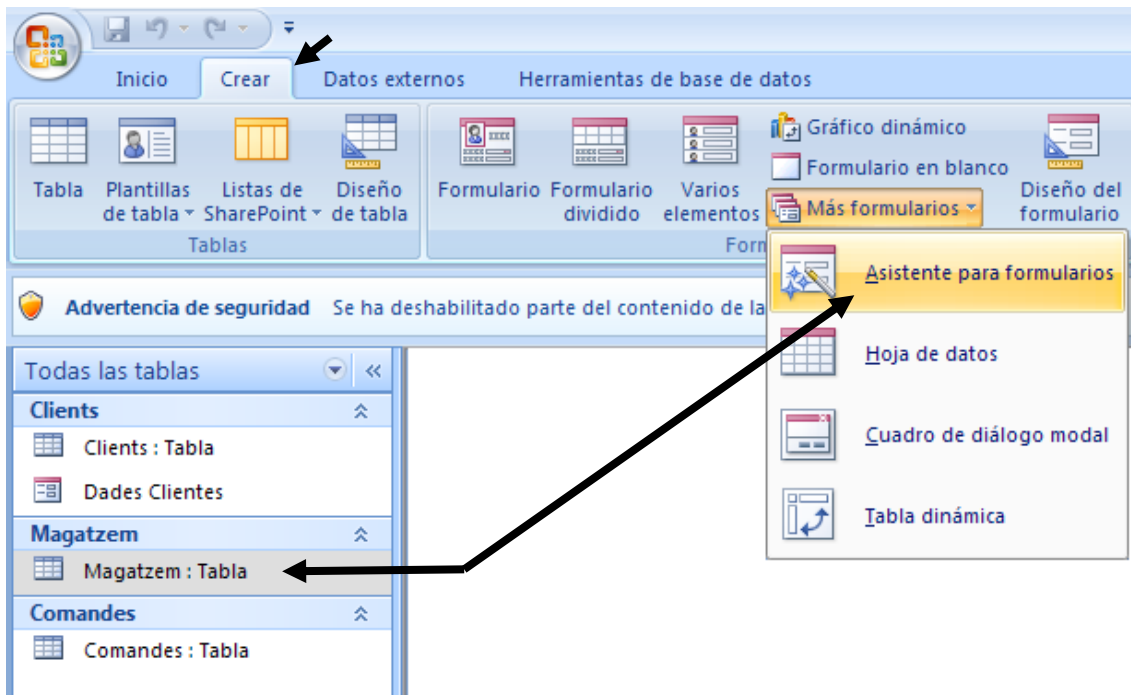 Inicio Crear Datos externos Herramientas de base de datos
Tabla
Plantillas
de tabla
Listas de
SharePoint
Diseño
de tabla
Tablas
Formulario
Formulario
dividido
Varios
elementos
Gráfico dinámico
Formulario en blanco
Más formularios
Diseño del
formulario
Form
Asistente para formularios
Hoja de datos
Cuadro de diálogo modal
Tabla dinámica
Advertencia de seguridad Se ha deshabilitado parte del contenido de la
Todas las tablas
Clients
Clients : Tabla
Dades Clientes
Magatzem
Magatzem : Tabla
Comandes
Comandes : Tabla